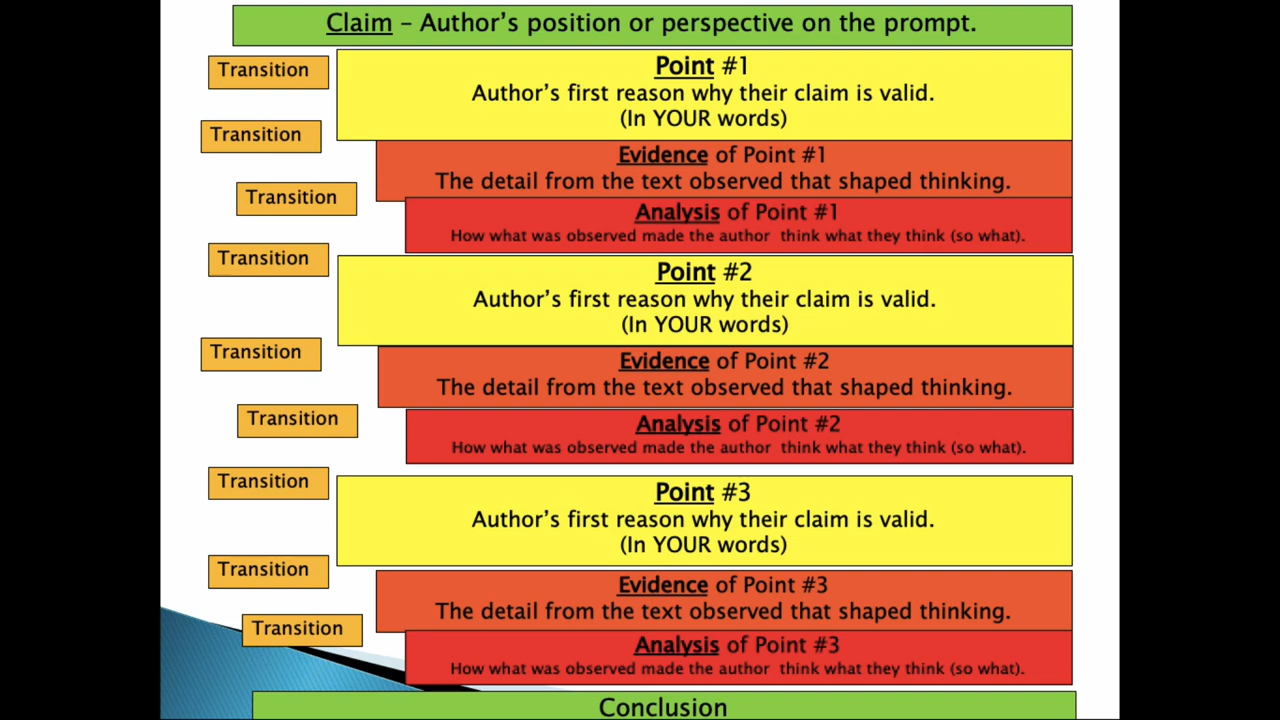 Claim – Author's position or perspective on the prompt.
Transition
Point #1
Author's first reason why their claim is valid.
(In YOUR words)
Transition
Evidence of Point #1
The detail from the text observed that shaped thinking.
Transition
Analysis of Point #1
How what was observed made the author think what they think (so what).
Transition
Point #2
Author's first reason why their claim is valid.
(In YOUR words)
Transition
Evidence of Point #2
The detail from the text observed that shaped thinking.
Transition
Analysis of Point #2
How what was observed made the author think what they think (so what).
Transition
Point #3
Author's first reason why their claim is valid.
(In YOUR words)
Transition
Evidence of Point #3
The detail from the text observed that shaped thinking.
Transition
Analysis of Point #3
How what was observed made the author think what they think (so what).
Conclusion